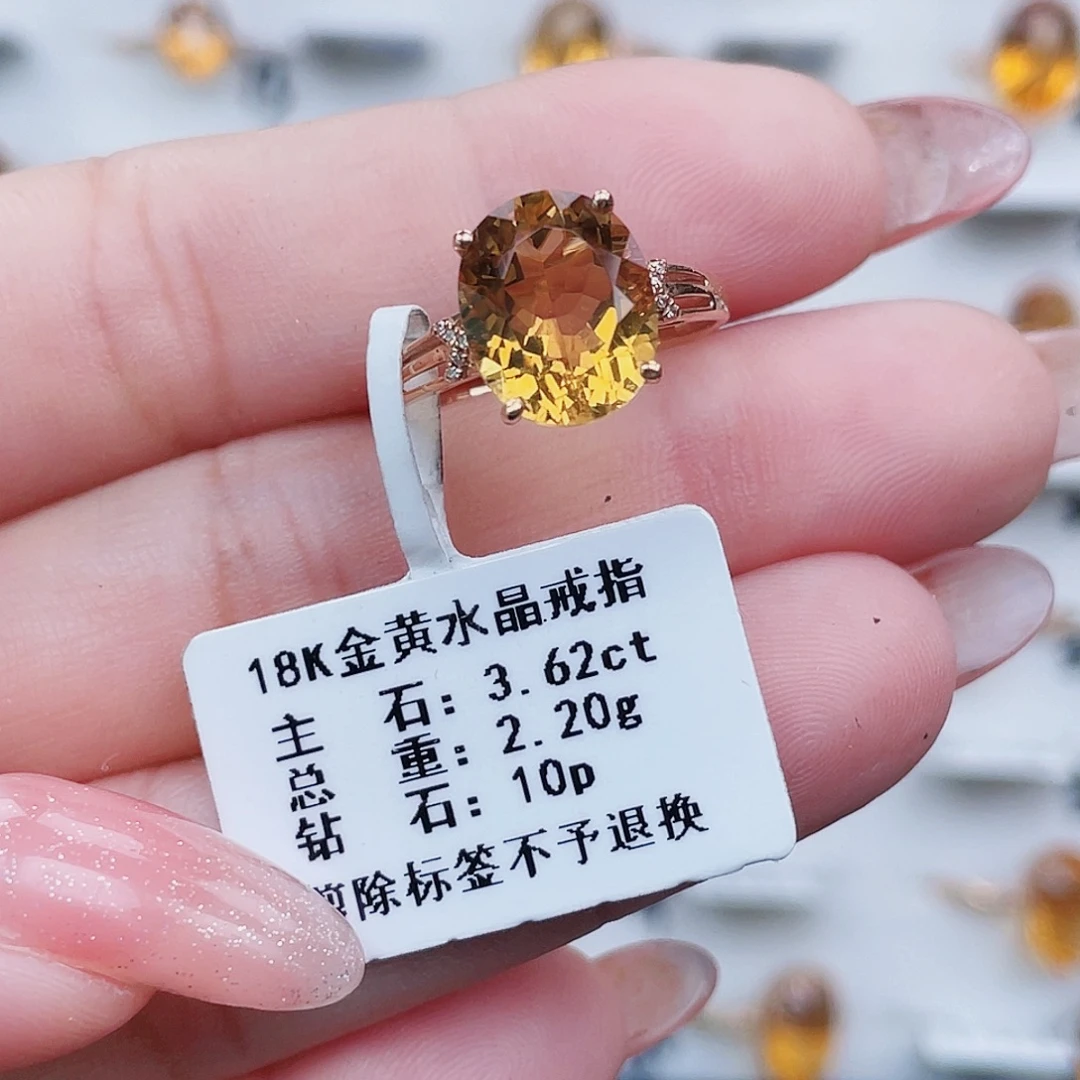 18K金黄水晶戒指
主 石: 3.62ct
总 重: 2.20g
钻 石: 10p
剪除标签不予退换